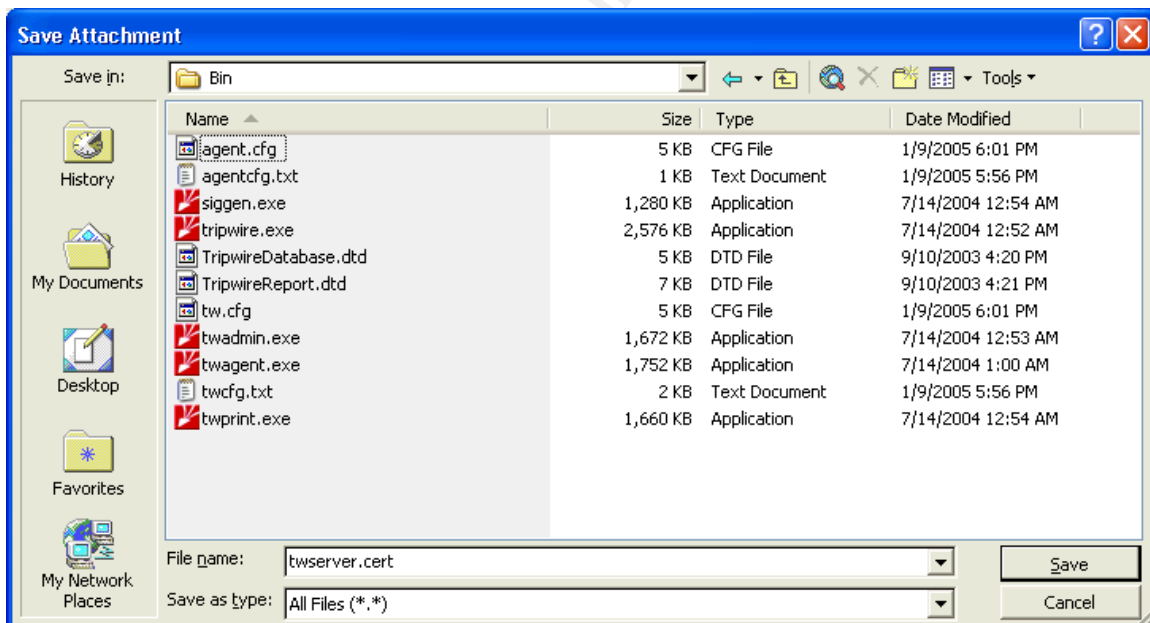 Save Attachment
Save in: Bin Tools
Name Size Type Date Modified
agent.cfg 5 KB CFG File 1/9/2005 6:01 PM
agentcfg.txt 1 KB Text Document 1/9/2005 5:56 PM
siggen.exe 1,280 KB Application 7/14/2004 12:54 AM
tripwire.exe 2,576 KB Application 7/14/2004 12:52 AM
TripwireDatabase.dtd 5 KB DTD File 9/10/2003 4:20 PM
TripwireReport.dtd 7 KB DTD File 9/10/2003 4:21 PM
tw.cfg 5 KB CFG File 1/9/2005 6:01 PM
twadmin.exe 1,672 KB Application 7/14/2004 12:53 AM
twagent.exe 1,752 KB Application 7/14/2004 1:00 AM
twcfg.txt 2 KB Text Document 1/9/2005 5:56 PM
twprint.exe 1,660 KB Application 7/14/2004 12:54 AM
History
My Documents
Desktop
Favorites
My Network
Places
File name: twserver.cert Save
Save as type: All Files (*.*) Cancel